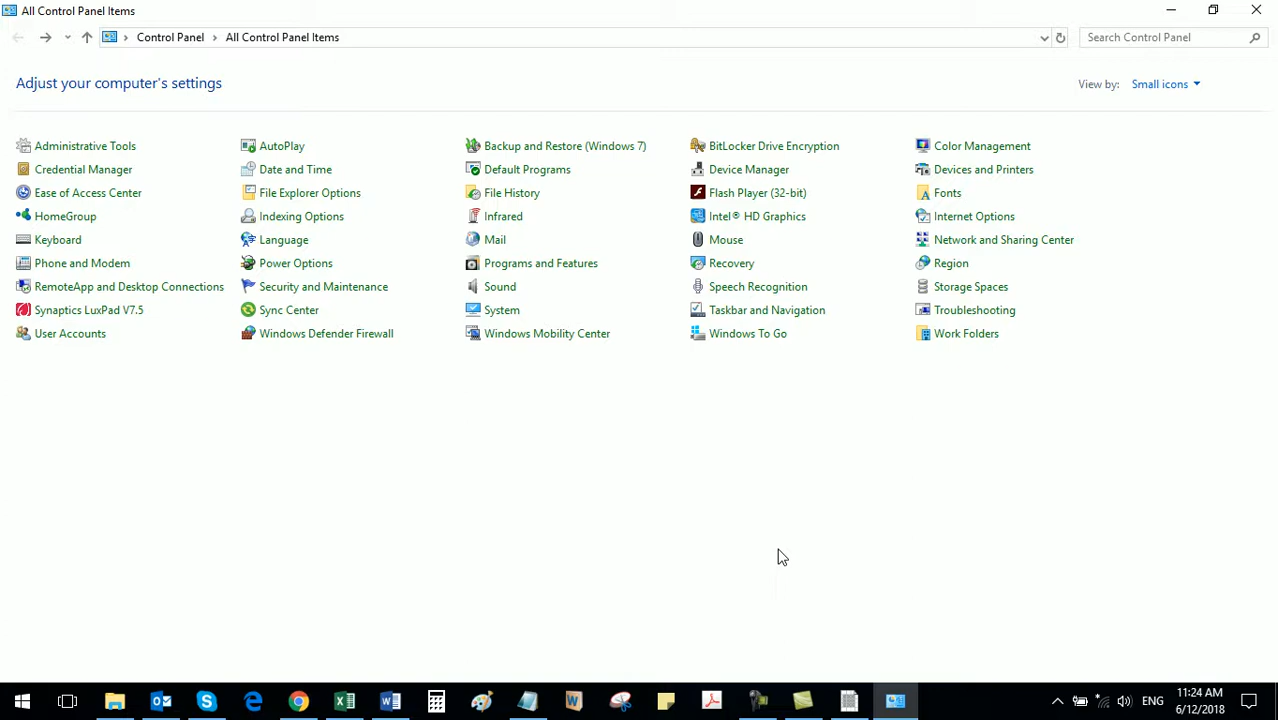 All Control Panel Items
Control Panel > All Control Panel Items
Search Control Panel
Adjust your computer's settings
View by: Small icons
Administrative Tools AutoPlay Backup and Restore (Windows 7) BitLocker Drive Encryption Color Management
Credential Manager Date and Time Default Programs Device Manager Devices and Printers
Ease of Access Center File Explorer Options File History Flash Player (32-bit) Fonts
HomeGroup Indexing Options Infrared Intel® HD Graphics Internet Options
Keyboard Language Mail Mouse Network and Sharing Center
Phone and Modem Power Options Programs and Features Recovery Region
RemoteApp and Desktop Connections Security and Maintenance Sound Speech Recognition Storage Spaces
Synaptics LuxPad V7.5 Sync Center System Taskbar and Navigation Troubleshooting
User Accounts Windows Defender Firewall Windows Mobility Center Windows To Go Work Folders
ENG
11:24 AM
6/12/2018